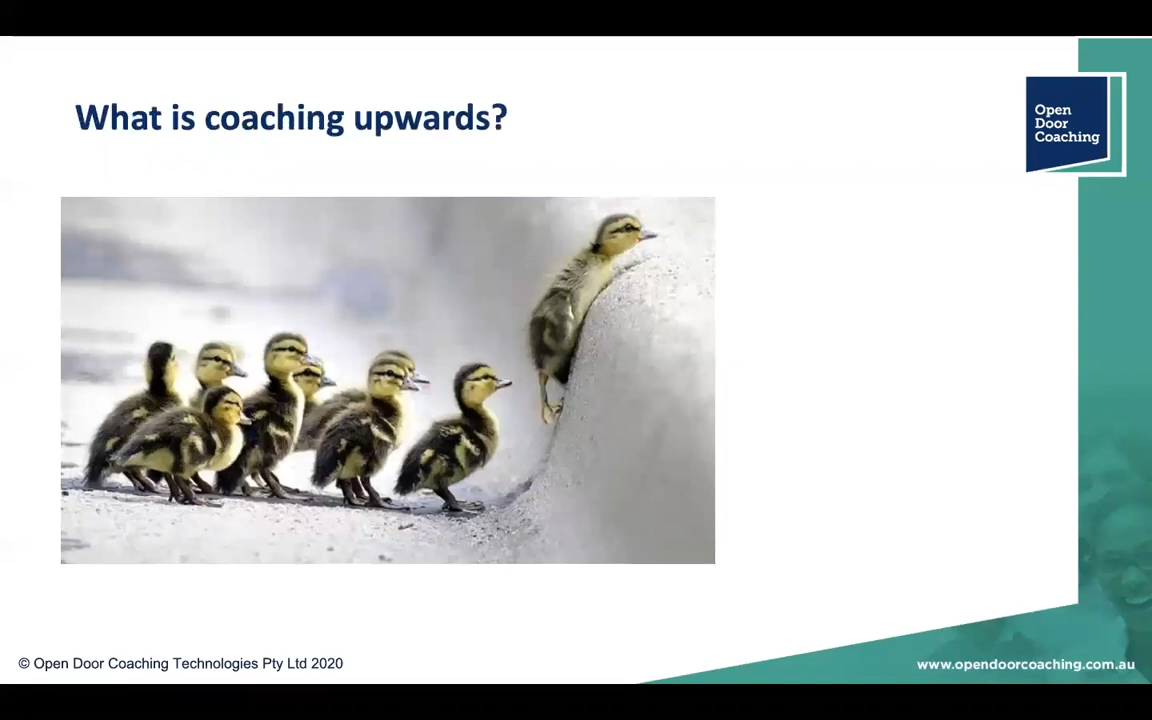 What is coaching upwards?
Open
Door
Coaching
© Open Door Coaching Technologies Pty Ltd 2020
www.opendoorcoaching.com.au